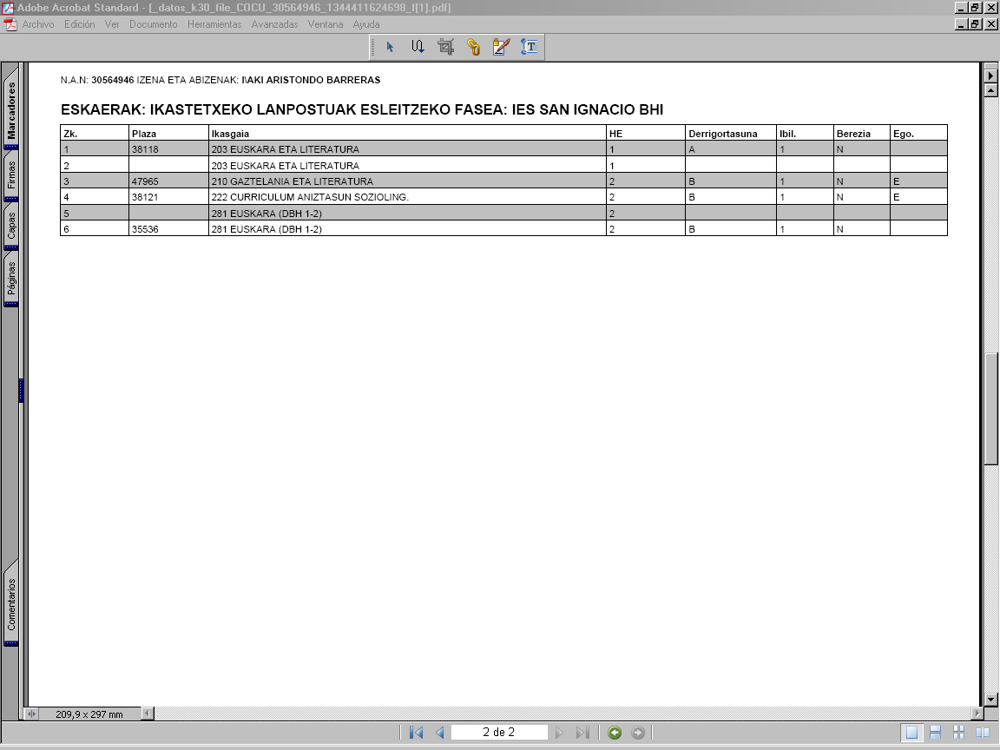 Adobe Acrobat Standard - [_datos_k30_file_COCU_30564946_1344411624698_f[1].pdf]
Archivo Edición Ver Documento Herramientas Avanzadas Ventana Ayuda
Marcadores
Firmas
Capas
Páginas
Comentarios
N.A.N: 30564946 IZENA ETA ABIZENAK: I\AKI ARISTONDO BARRERAS
ESKAERAK: IKASTETXEKO LANPOSTUAK ESLEITZEKO FASEA: IES SAN IGNACIO BHI
Zk. Plaza Ikasgaia HE Derrigortasuna Ibil. Berezia Ego.
1 38118 203 EUSKARA ETA LITERATURA 1 A 1 N
2 203 EUSKARA ETA LITERATURA 1
3 47965 210 GAZTELANIA ETA LITERATURA 2 B 1 N E
4 38121 222 CURRICULUM ANIZTASUN SOZIOLING. 2 B 1 N E
5 281 EUSKARA (DBH 1-2) 2
6 35536 281 EUSKARA (DBH 1-2) 2 B 1 N
209,9 x 297 mm
2 de 2